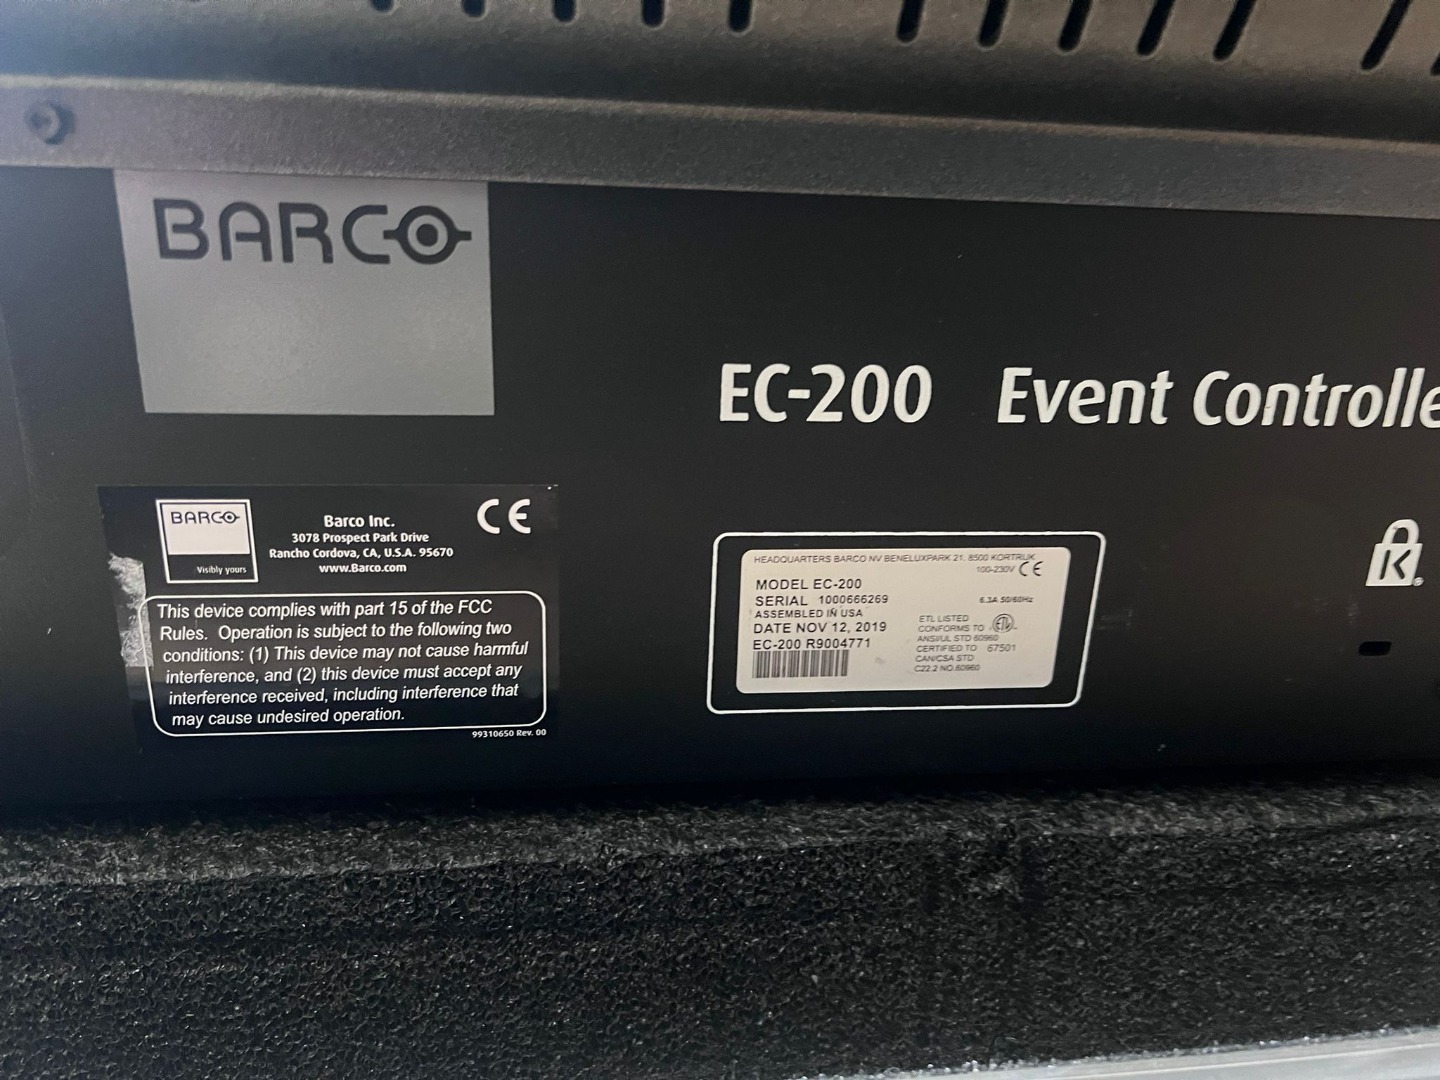 BARCO
EC-200 Event Controlle
BARCO
Visibly yours
Barco Inc.
3078 Prospect Park Drive
Rancho Cordova, CA, U.S.A. 95670
www.Barco.com
CE
This device complies with part 15 of the FCC
Rules. Operation is subject to the following two
conditions: (1) This device may not cause harmful
interference, and (2) this device must accept any
interference received, including interference that
may cause undesired operation.
99310650 Rev. 00
HEADQUARTERS BARCO NV BENELUXPARK 21, 8500 KORTRIJK
100-230V CE
MODEL EC-200
SERIAL 1000666269
6.3A 50/60Hz
ASSEMBLED IN USA
DATE NOV 12, 2019
EC-200 R9004771
ETL LISTED
CONFORMS TO ETL
ANSI/UL STD 60960
CERTIFIED TO 67501
CAN/CSA STD
C22.2 NO.60960
K